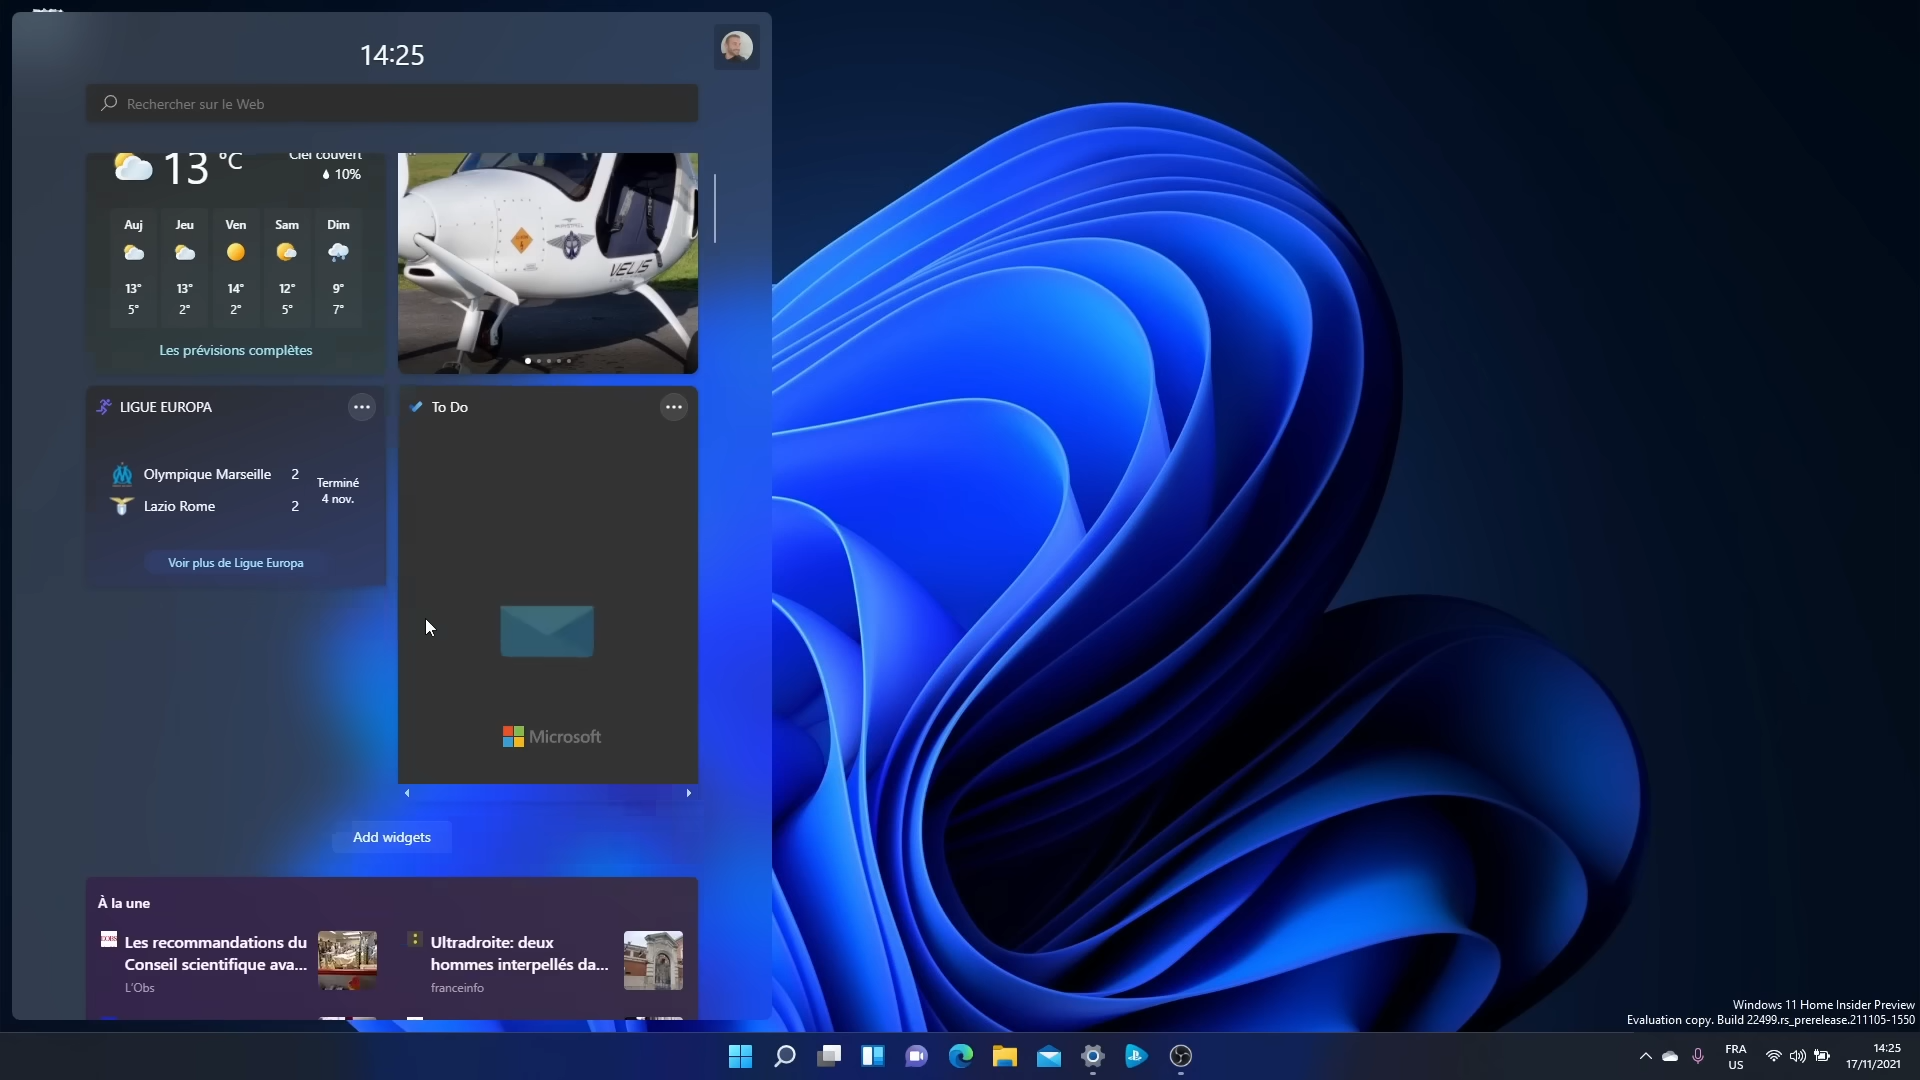 14:25
Rechercher sur le Web
13 °C
Ciel couvert
10%
Auj Jeu Ven Sam Dim
13° 13° 14° 12° 9°
5° 2° 2° 5° 7°
Les prévisions complètes
VELIS
LIGUE EUROPA
Olympique Marseille 2
Lazio Rome 2
Terminé
4 nov.
Voir plus de Ligue Europa
To Do
Microsoft
Add widgets
À la une
Les recommandations du
Conseil scientifique ava...
L'Obs
Ultradroite: deux
hommes interpellés da...
franceinfo
Windows 11 Home Insider Preview
Evaluation copy. Build 22499.rs_prerelease.211105-1550
FRA
US
14:25
17/11/2021